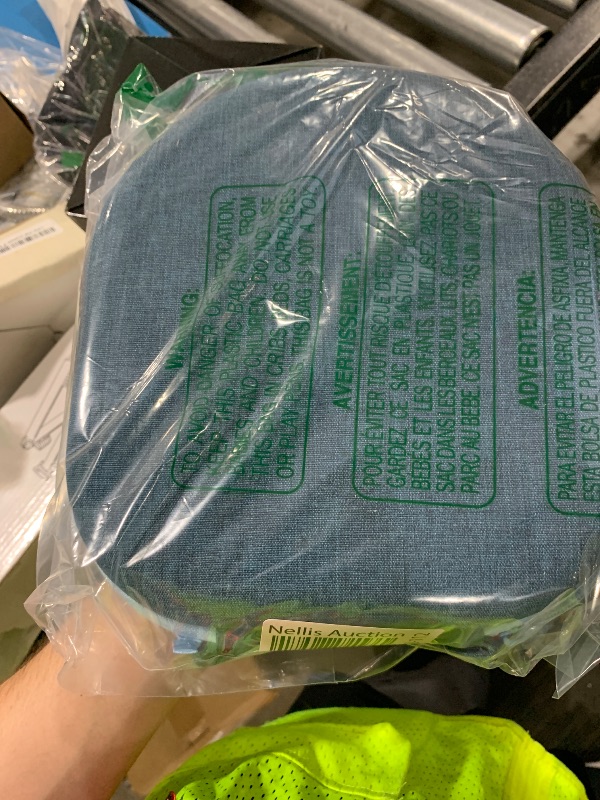 WARNING:
TO AVOID DANGER OF SUFFOCATION,
KEEP THIS PLASTIC BAG AWAY FROM
BABIES AND CHILDREN. DO NOT USE
THIS BAG IN CRIBS, BEDS, CARRIAGES
OR PLAY PENS. THIS BAG IS NOT A TOY.
AVERTISSEMENT:
POUR ÉVITER TOUT RISQUE D'ÉTOUFFEMENT
GARDEZ CE SAC EN PLASTIQUE LOIN DES
BEBES ET LES ENFANTS. N'UTILISEZ PAS CE
SAC DANS LES BERCEAUX, LITS, CHARIOTS OU
PARC AU BEBE. CE SAC N'EST PAS UN JOUET.
ADVERTENCIA:
PARA EVITAR EL PELIGRO DE ASFIXIA MANTENGA
ESTA BOLSA DE PLASTICO FUERA DEL ALCANCE
Nellis Auction